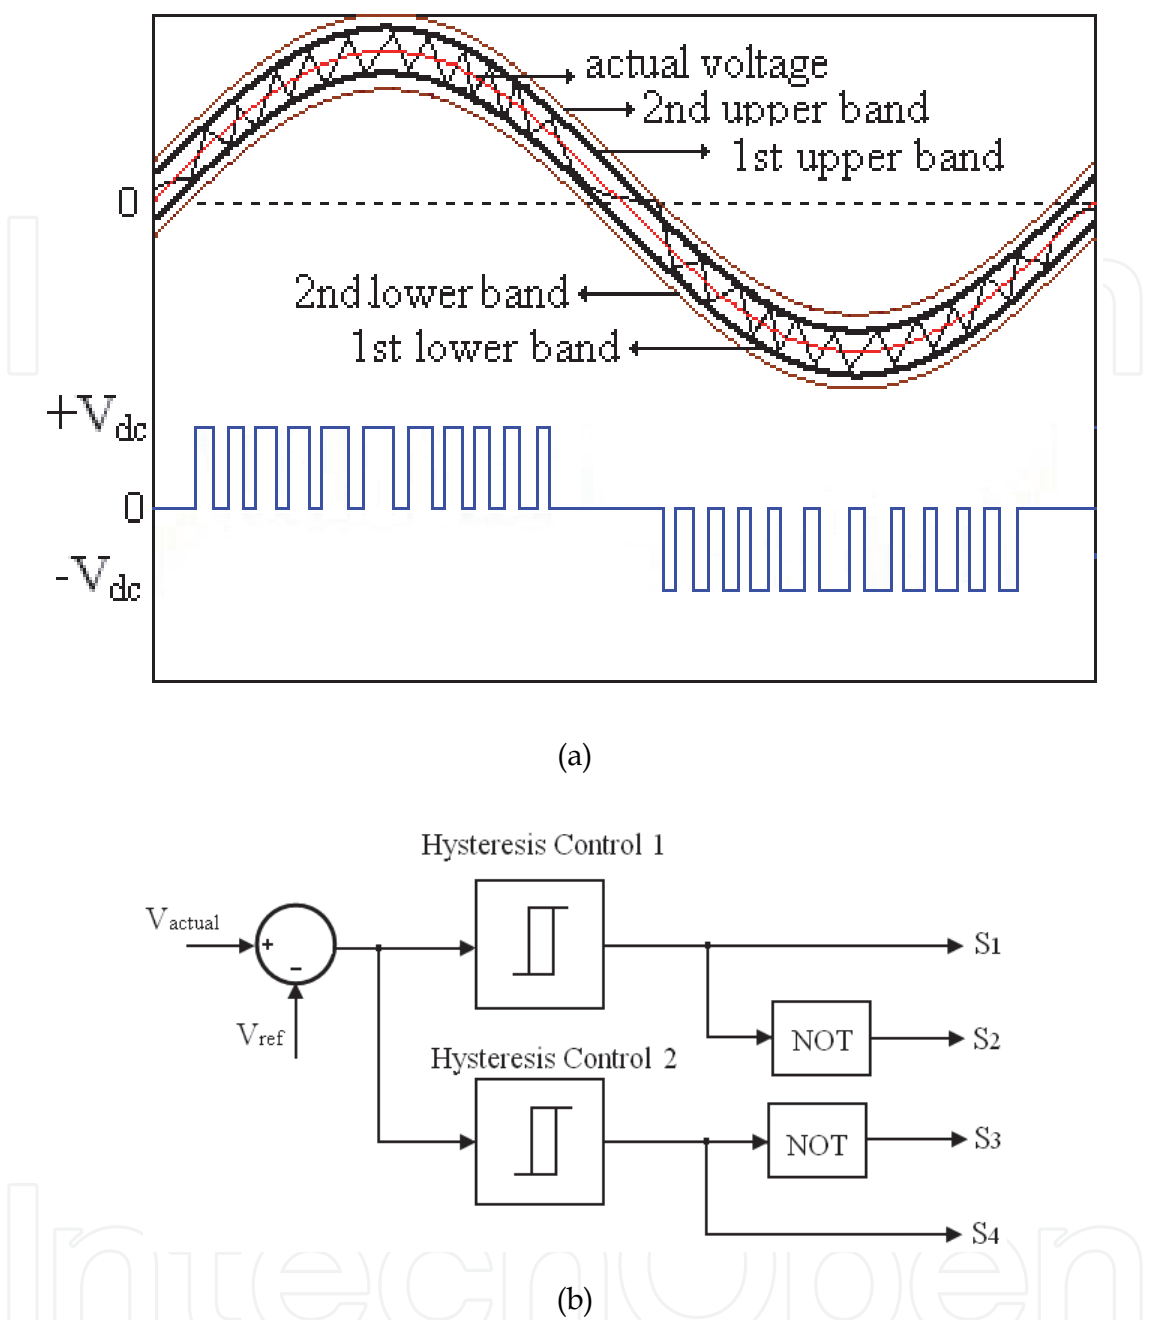 actual voltage
2nd upper band
1st upper band
0
2nd lower band
1st lower band
+Vdc
0
-Vdc
(a)
Hysteresis Control 1
Vactual
+
-
Vref
S1
NOT
S2
Hysteresis Control 2
NOT
S3
S4
IntechOpen
(b)